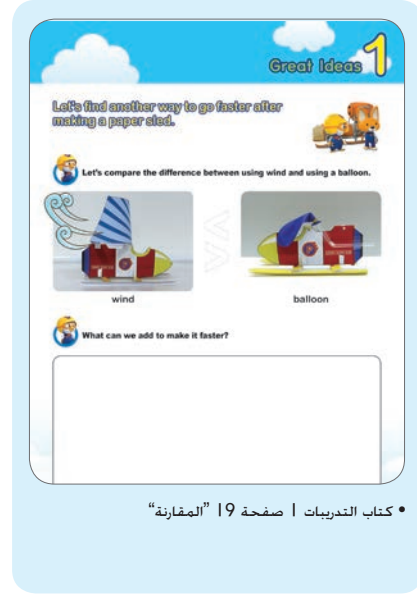 Great Ideas 1
Let's find another way to go faster after
making a paper sled.
Let's compare the difference between using wind and using a balloon.
wind
balloon
What can we add to make it faster?
• كتاب التدريبات 1 صفحة 19 "المقارنة"